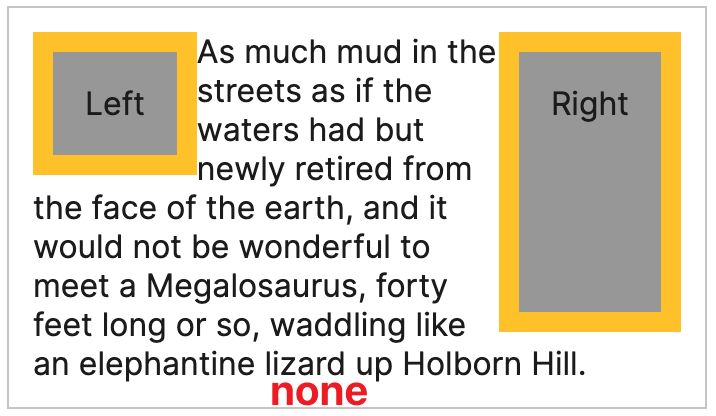 Left
Right
As much mud in the
streets as if the
waters had but
newly retired from
the face of the earth, and it
would not be wonderful to
meet a Megalosaurus, forty
feet long or so, waddling like
an elephantine lizard up Holborn Hill.
none